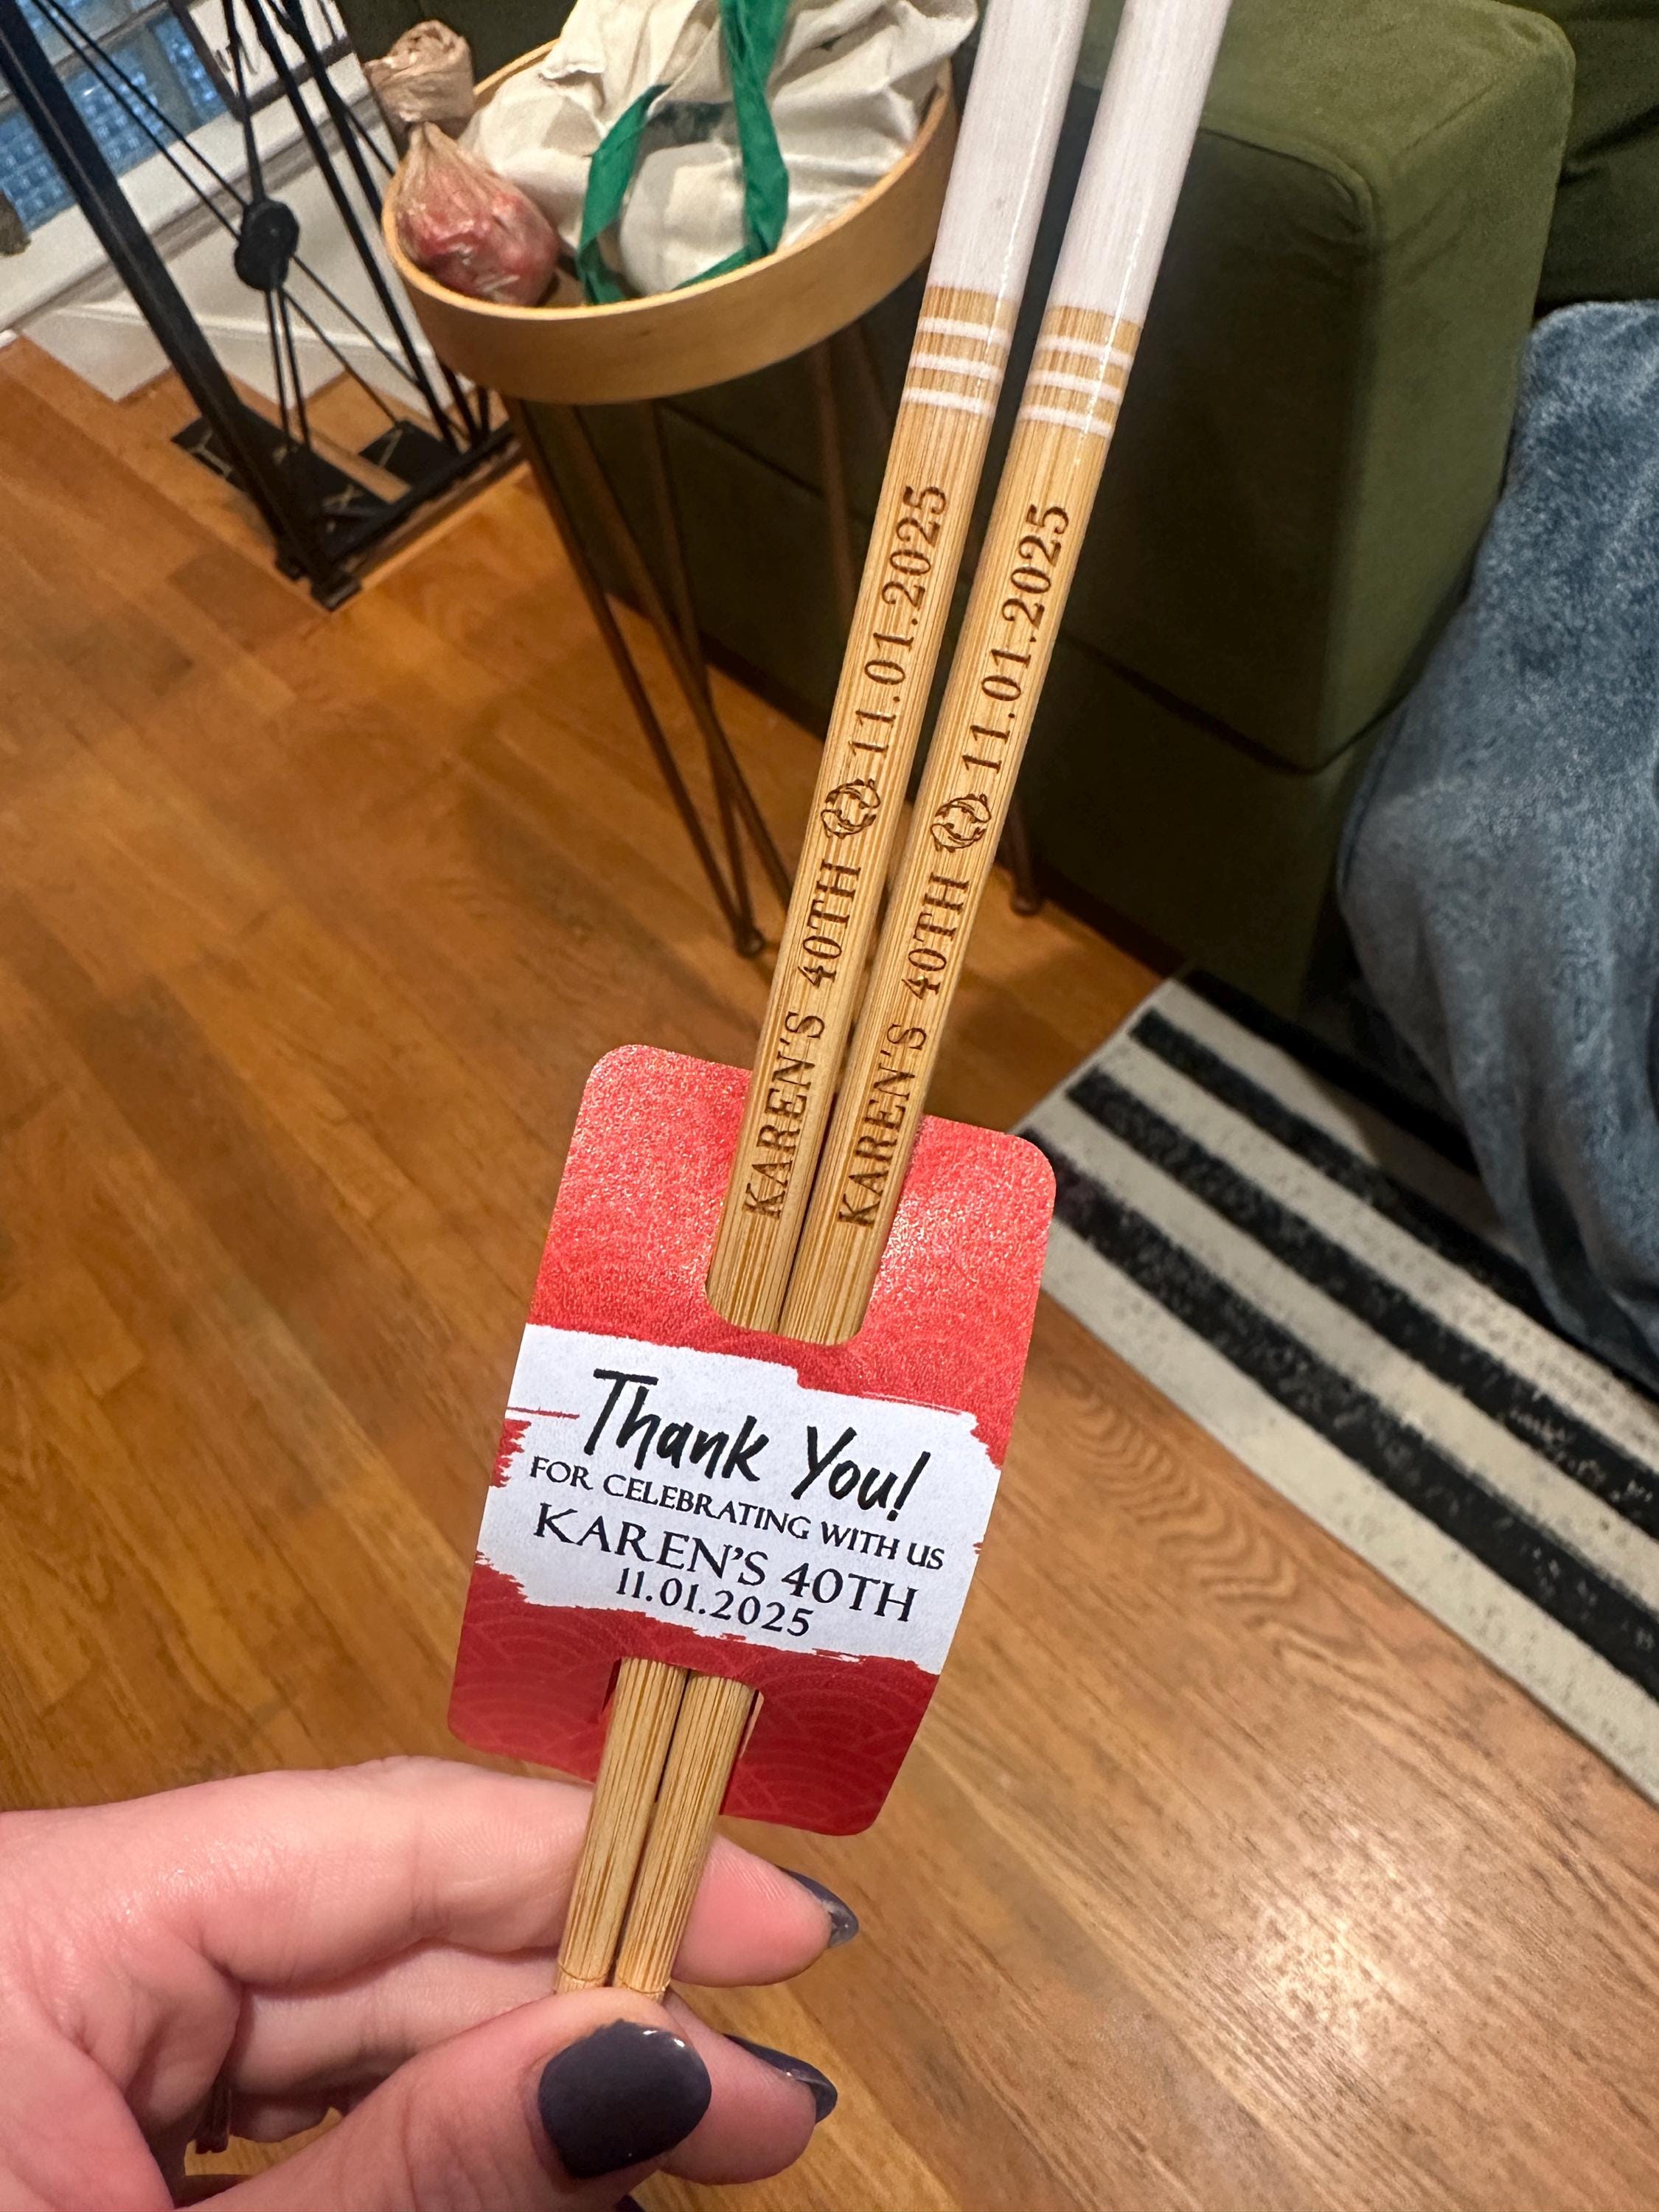 KAREN'S 40TH 11.01.2025
KAREN'S 40TH 11.01.2025
Thank You!
FOR CELEBRATING WITH US
KAREN'S 40TH
11.01.2025